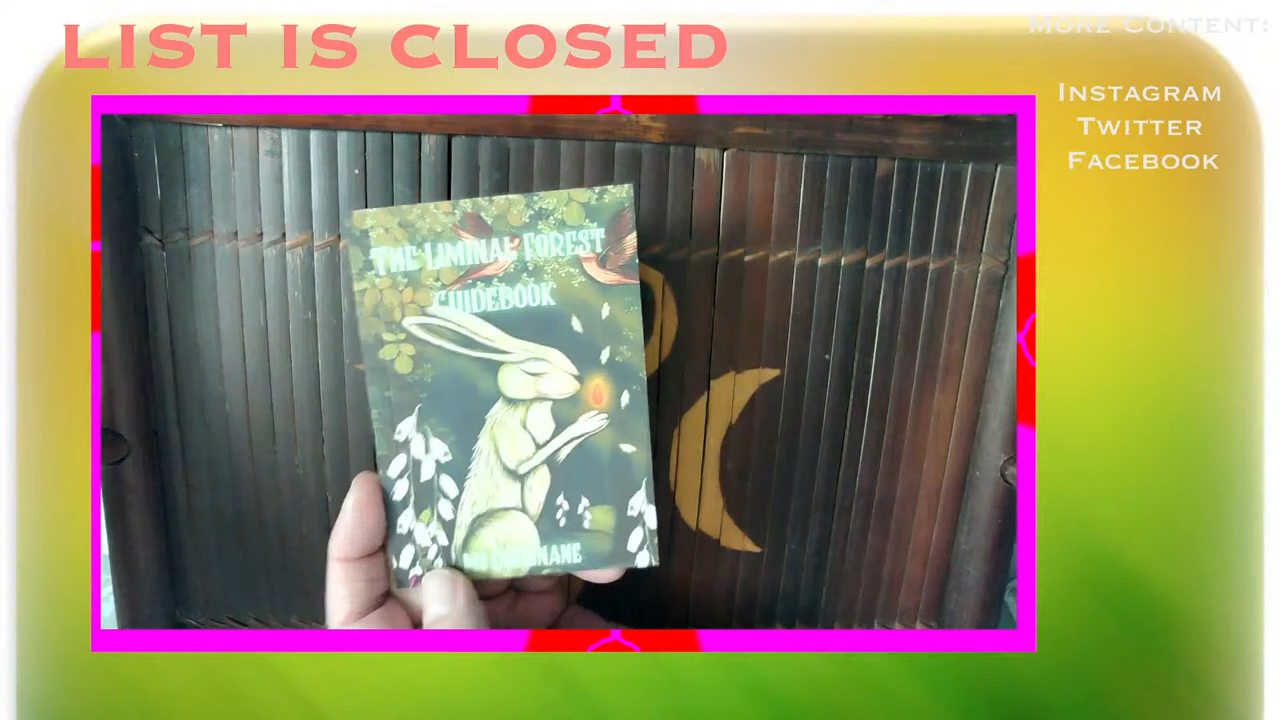 LIST IS CLOSED
MORE CONTENT:
INSTAGRAM
TWITTER
FACEBOOK
THE LIMINAL FOREST
GUIDEBOOK